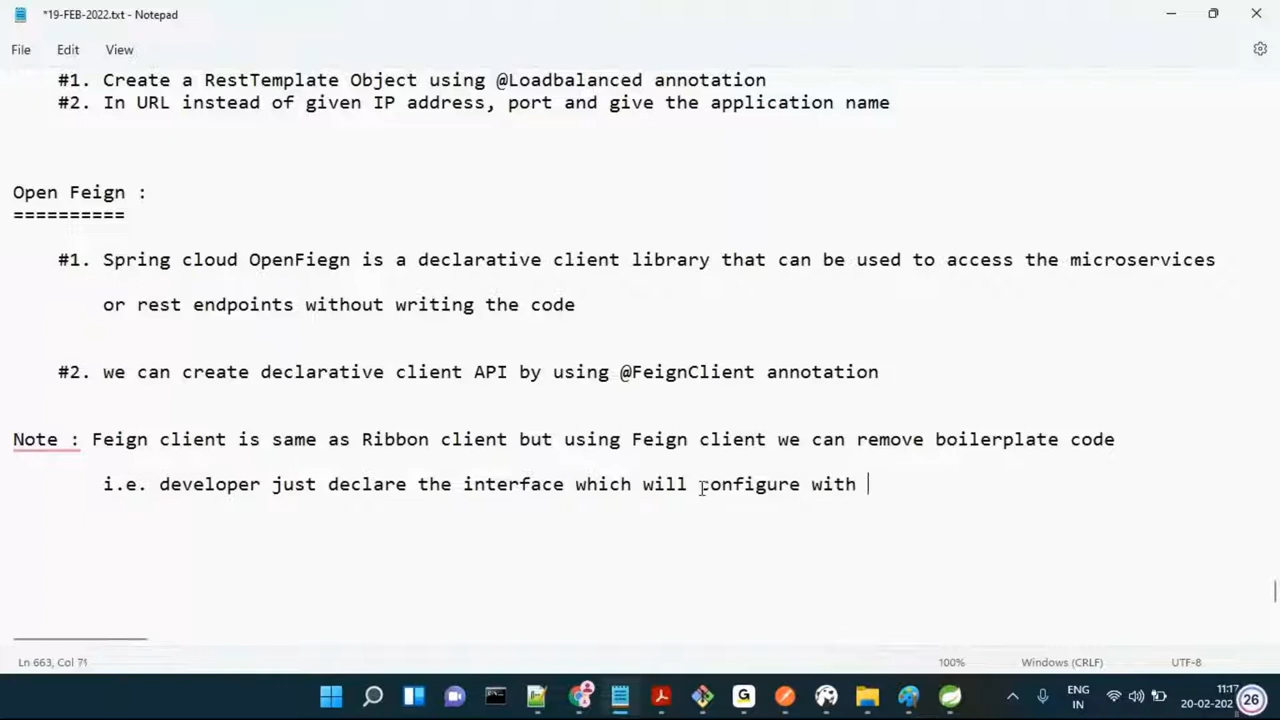 *19-FEB-2022.txt - Notepad
File Edit View
#1. Create a RestTemplate Object using @Loadbalanced annotation
#2. In URL instead of given IP address, port and give the application name
Open Feign :
==========
#1. Spring cloud OpenFiegn is a declarative client library that can be used to access the microservices
or rest endpoints without writing the code
#2. we can create declarative client API by using @FeignClient annotation
Note : Feign client is same as Ribbon client but using Feign client we can remove boilerplate code
i.e. developer just declare the interface which will configure with
Ln 663, Col 71 100% Windows (CRLF) UTF-8
ENG 11:17
IN 20-02-202 26